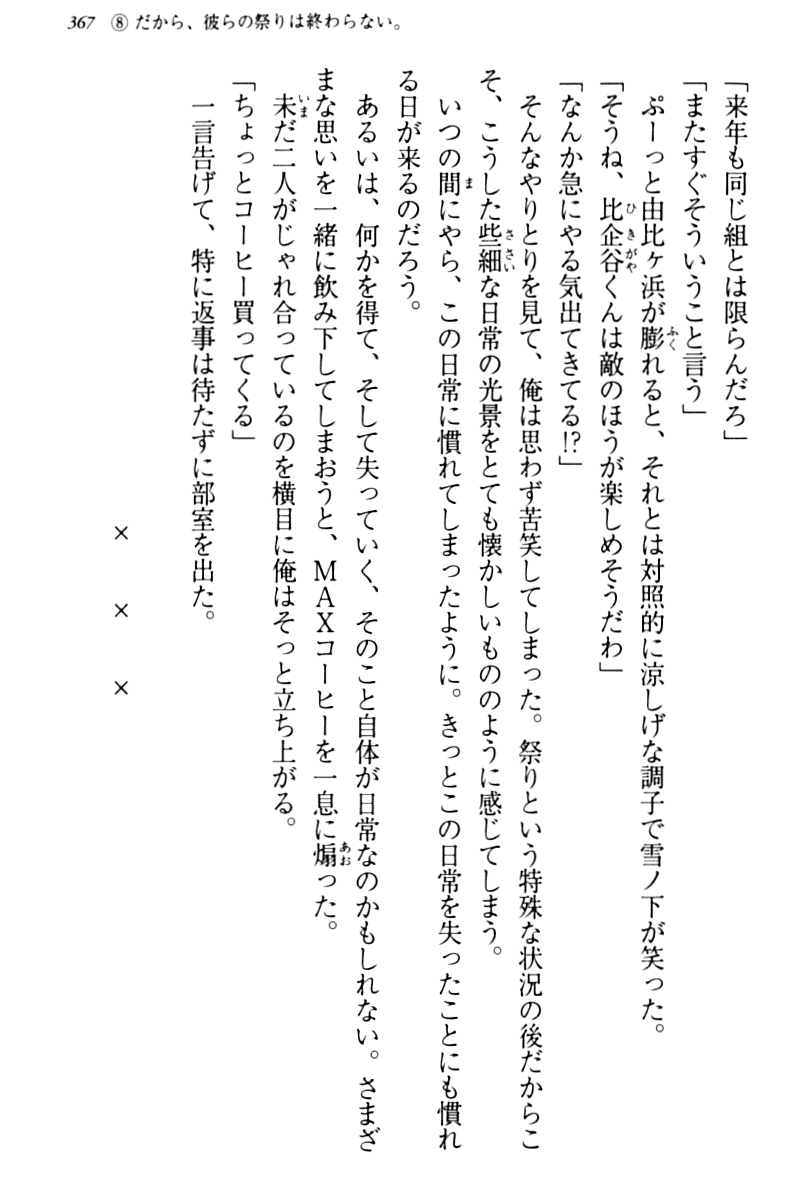 367 ⑧ だから、彼らの祭りは終わらない。
「来年も同じ組とは限らんだろ」
「またすぐそういうこと言う」
ぷーっと由比ヶ浜が膨れると、それとは対照的に涼しげな調子で雪ノ下が笑った。
「そうね、比企谷くんは敵のほうが楽しめそうだわ」
「なんか急にやる気出てきてる!?」
そんなやりとりを見て、俺は思わず苦笑してしまった。祭りという特殊な状況の後だからこ
そ、こうした些細な日常の光景をとても懐かしいもののように感じてしまう。
いつの間にやら、この日常に慣れてしまったように。きっとこの日常を失ったことにも慣れ
る日が来るのだろう。
あるいは、何かを得て、そして失っていく、そのこと自体が日常なのかもしれない。さまざ
まな思いを一緒に飲み下してしまおうと、MAXコーヒーを一息に煽った。
未だ二人がじゃれ合っているのを横目に俺はそっと立ち上がる。
「ちょっとコーヒー買ってくる」
一言告げて、特に返事は待たずに部室を出た。
× × ×